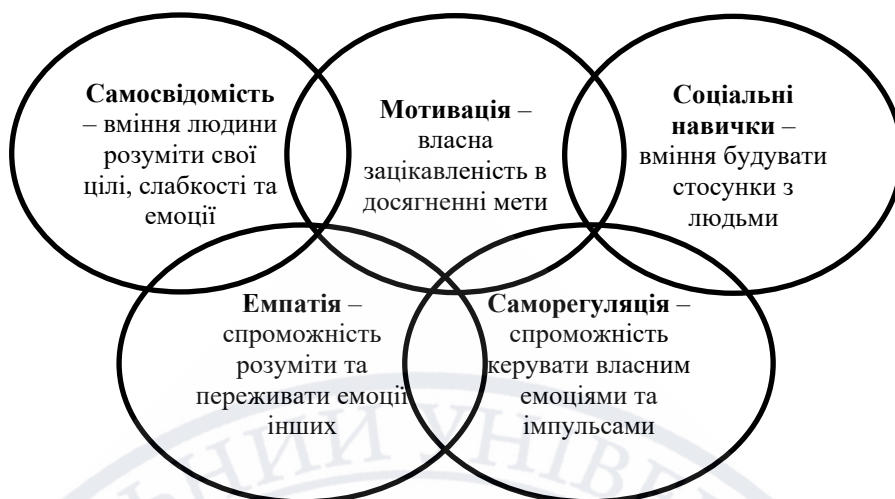 Самосвідомість
– вміння людини
розуміти свої
цілі, слабкості та
емоції
Мотивація –
власна
зацікавленість в
досягненні мети
Соціальні
навички –
вміння будувати
стосунки з
людьми
Емпатія –
спроможність
розуміти та
переживати емоції
інших
Саморегуляція –
спроможність
керувати власним
емоціями та
імпульсами